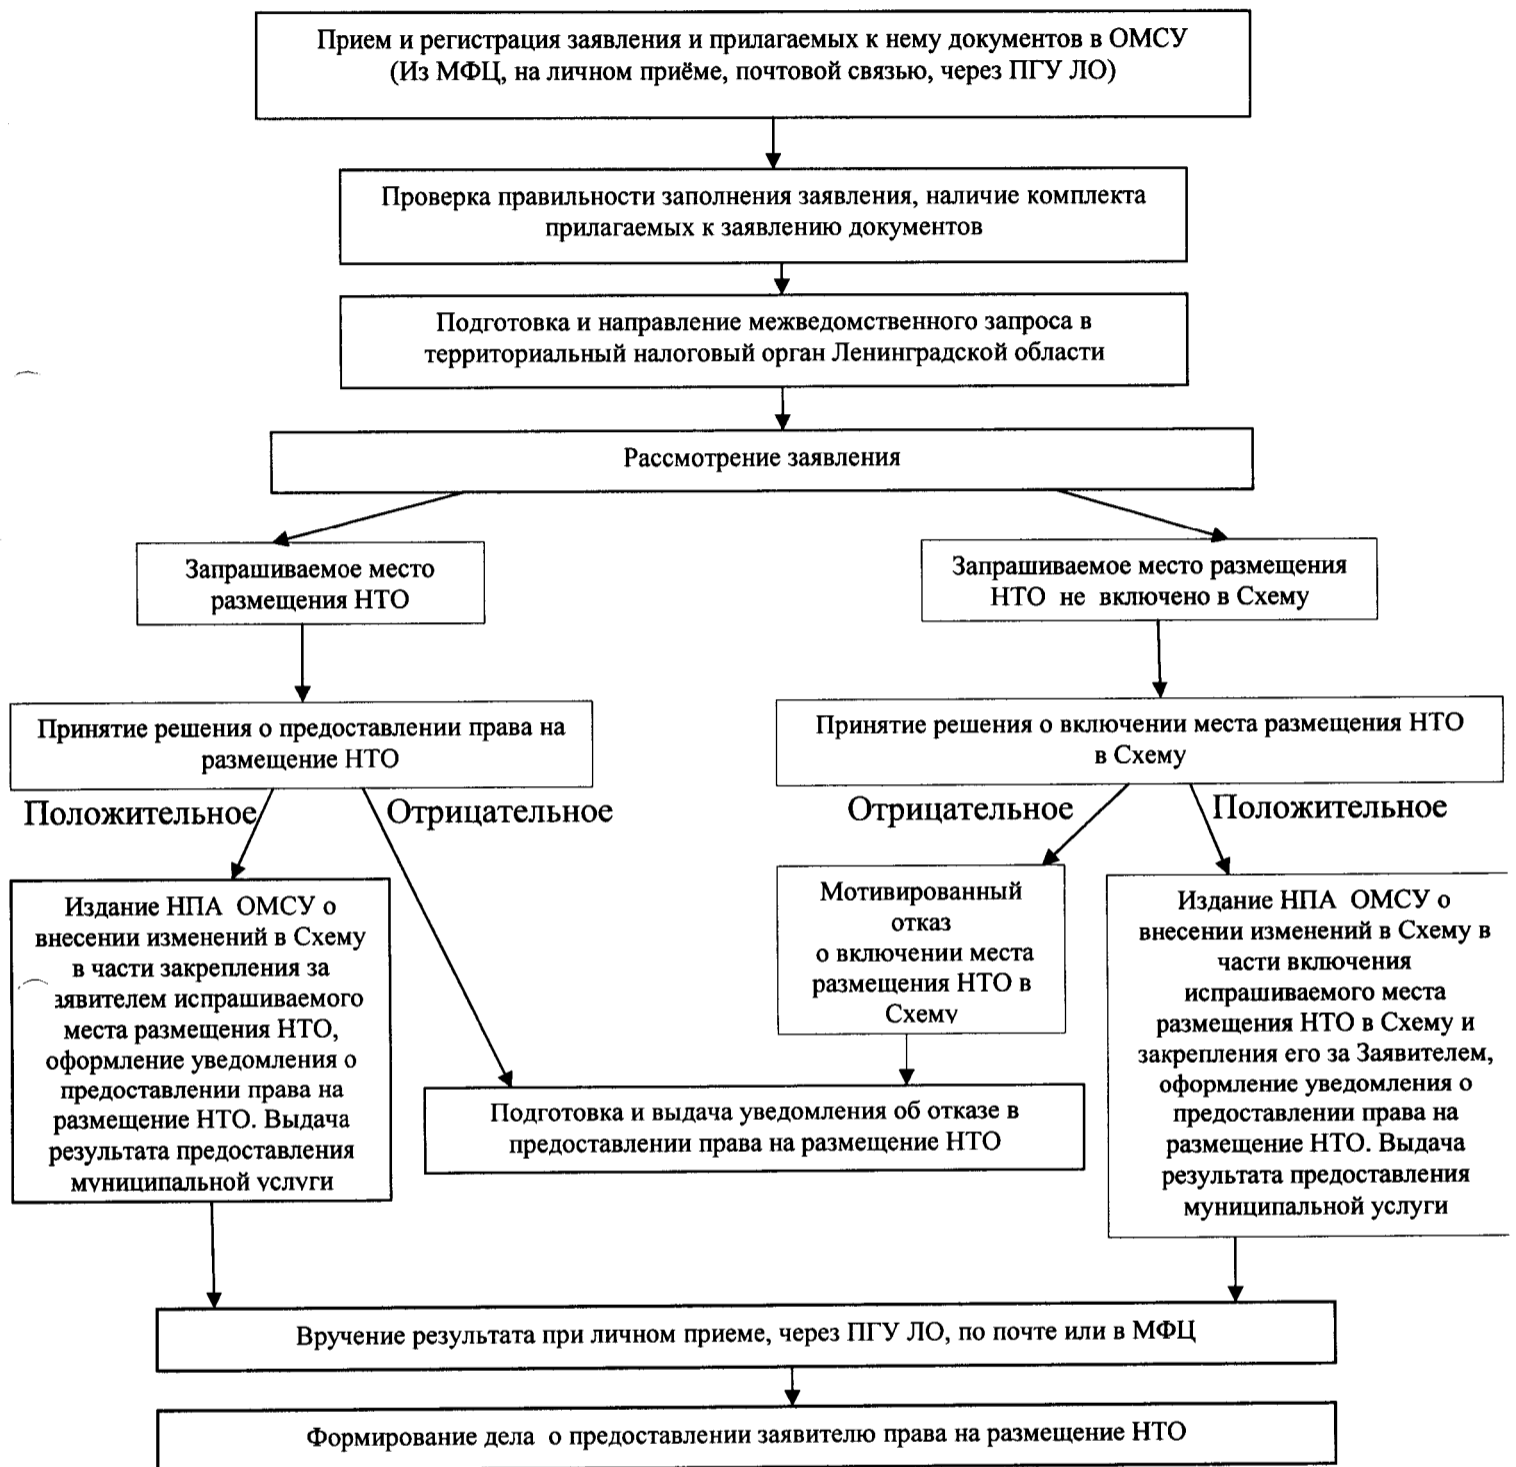 Прием и регистрация заявления и прилагаемых к нему документов в ОМСУ
(Из МФЦ, на личном приёме, почтовой связью, через ПГУ ЛО)
Проверка правильности заполнения заявления, наличие комплекта
прилагаемых к заявлению документов
Подготовка и направление межведомственного запроса в
территориальный налоговый орган Ленинградской области
Рассмотрение заявления
Запрашиваемое место
размещения НТО
Запрашиваемое место размещения
НТО не включено в Схему
Принятие решения о предоставлении права на
размещение НТО
Принятие решения о включении места размещения НТО
в Схему
Положительное
Отрицательное
Отрицательное
Положительное
Издание НПА ОМСУ о
внесении изменений в Схему
в части закрепления за
аявителем испрашиваемого
места размещения НТО,
оформление уведомления о
предоставлении права на
размещение НТО. Выдача
результата предоставления
муниципальной услуги
Мотивированный
отказ
о включении места
размещения НТО в
Схему
Издание НПА ОМСУ о
внесении изменений в Схему в
части включения
испрашиваемого места
размещения НТО в Схему и
закрепления его за Заявителем,
оформление уведомления о
предоставлении права на
размещение НТО. Выдача
результата предоставления
муниципальной услуги
Подготовка и выдача уведомления об отказе в
предоставлении права на размещение НТО
Вручение результата при личном приеме, через ПГУ ЛО, по почте или в МФЦ
Формирование дела о предоставлении заявителю права на размещение НТО